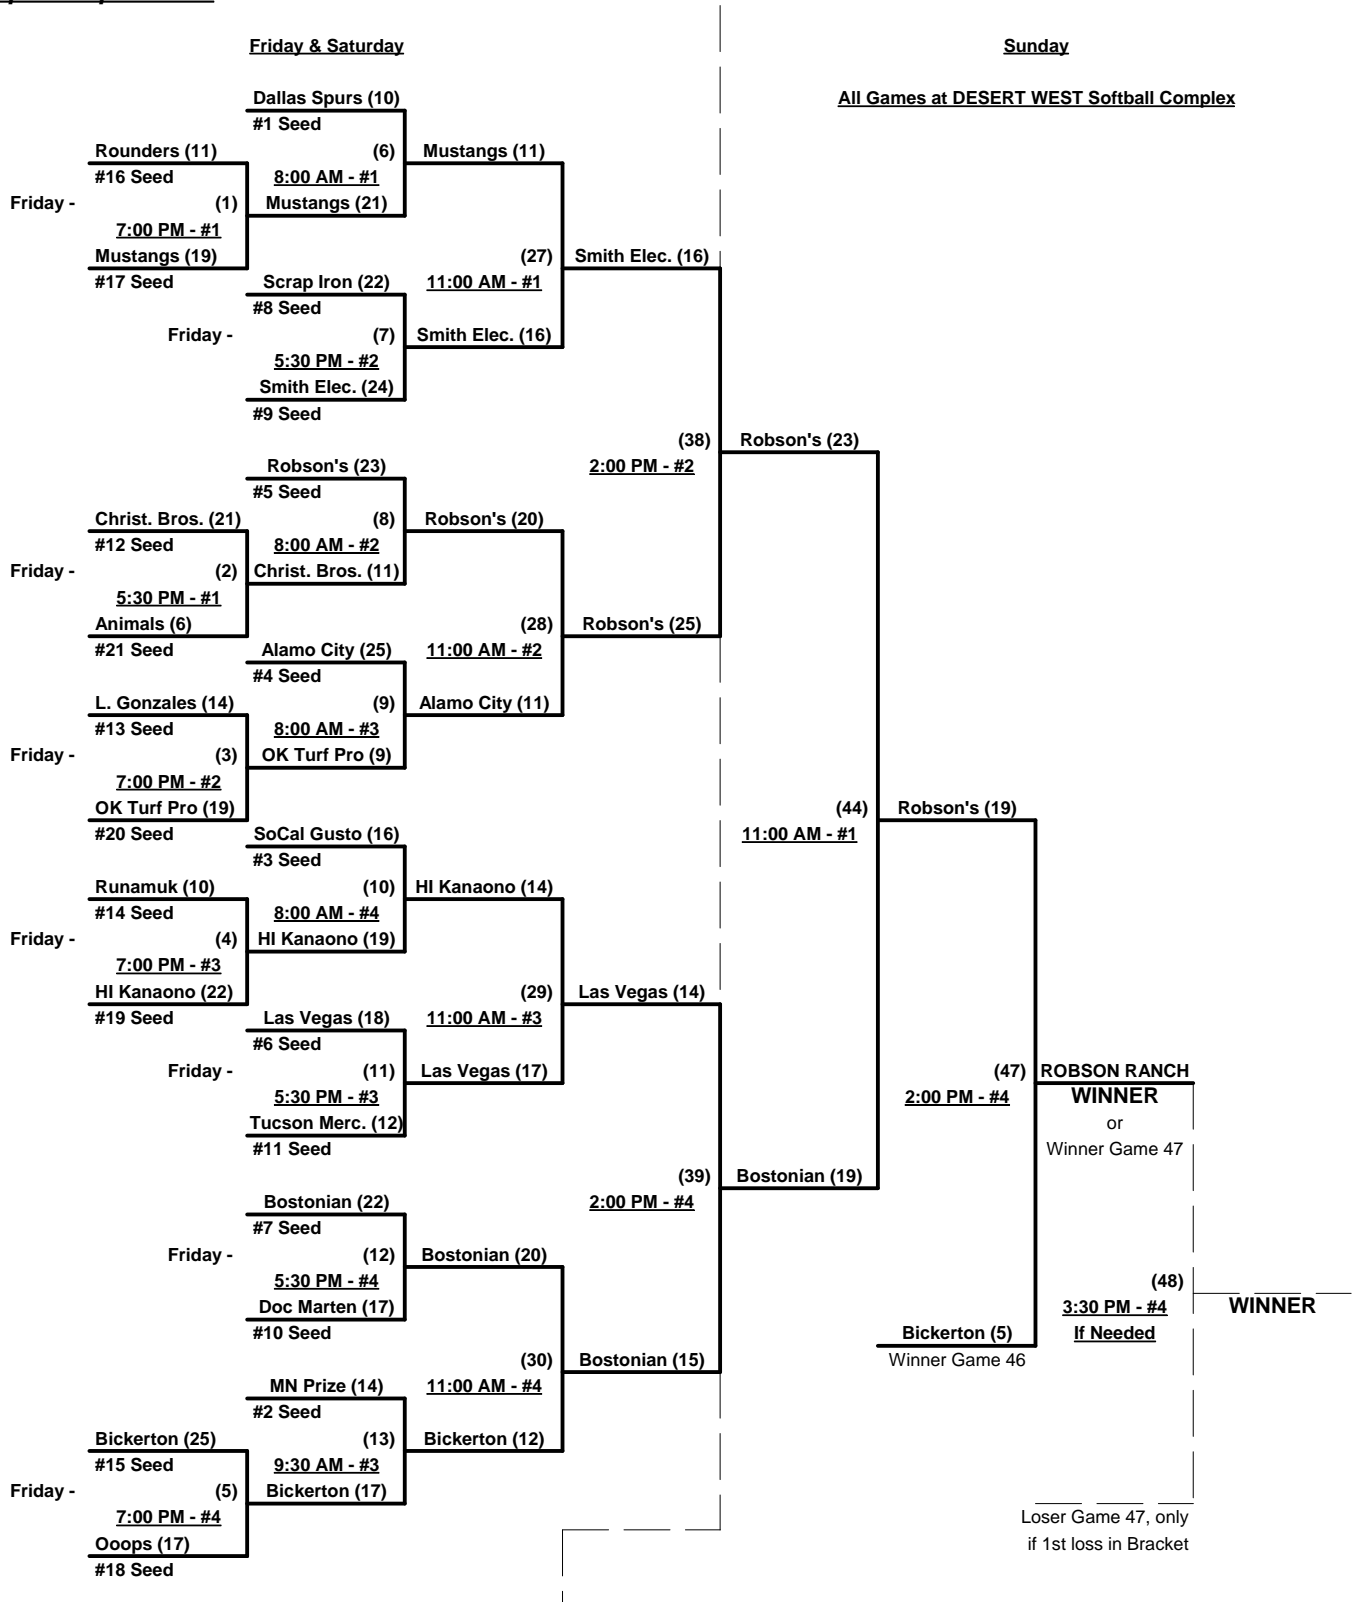 Friday & Saturday
Sunday
Dallas Spurs (10)
All Games at DESERT WEST Softball Complex
#1 Seed
Rounders (11)
(6)
Mustangs (11)
#16 Seed
8:00 AM - #1
Friday -
(1)
Mustangs (21)
7:00 PM - #1
Mustangs (19)
(27)
Smith Elec. (16)
#17 Seed
Scrap Iron (22)
11:00 AM - #1
#8 Seed
Friday -
(7)
Smith Elec. (16)
5:30 PM - #2
Smith Elec. (24)
#9 Seed
(38)
Robson's (23)
Robson's (23)
2:00 PM - #2
#5 Seed
Christ. Bros. (21)
(8)
Robson's (20)
#12 Seed
8:00 AM - #2
Friday -
(2)
Christ. Bros. (11)
5:30 PM - #1
Animals (6)
(28)
Robson's (25)
#21 Seed
Alamo City (25)
11:00 AM - #2
#4 Seed
L. Gonzales (14)
(9)
Alamo City (11)
#13 Seed
8:00 AM - #3
Friday -
(3)
OK Turf Pro (9)
7:00 PM - #2
OK Turf Pro (19)
(44)
Robson's (19)
#20 Seed
SoCal Gusto (16)
11:00 AM - #1
#3 Seed
Runamuk (10)
(10)
HI Kanaono (14)
#14 Seed
8:00 AM - #4
Friday -
(4)
HI Kanaono (19)
7:00 PM - #3
HI Kanaono (22)
(29)
Las Vegas (14)
#19 Seed
Las Vegas (18)
11:00 AM - #3
#6 Seed
Friday -
(11)
Las Vegas (17)
(47)
ROBSON RANCH
5:30 PM - #3
2:00 PM - #4
WINNER
Tucson Merc. (12)
or
#11 Seed
Winner Game 47
(39)
Bostonian (19)
Bostonian (22)
2:00 PM - #4
#7 Seed
Friday -
(12)
Bostonian (20)
5:30 PM - #4
(48)
Doc Marten (17)
3:30 PM - #4
WINNER
#10 Seed
Bickerton (5)
If Needed
(30)
Bostonian (15)
Winner Game 46
MN Prize (14)
11:00 AM - #4
#2 Seed
Bickerton (25)
(13)
Bickerton (12)
#15 Seed
9:30 AM - #3
Friday -
(5)
Bickerton (17)
7:00 PM - #4
Loser Game 47, only
Ooops (17)
if 1st loss in Bracket
#18 Seed